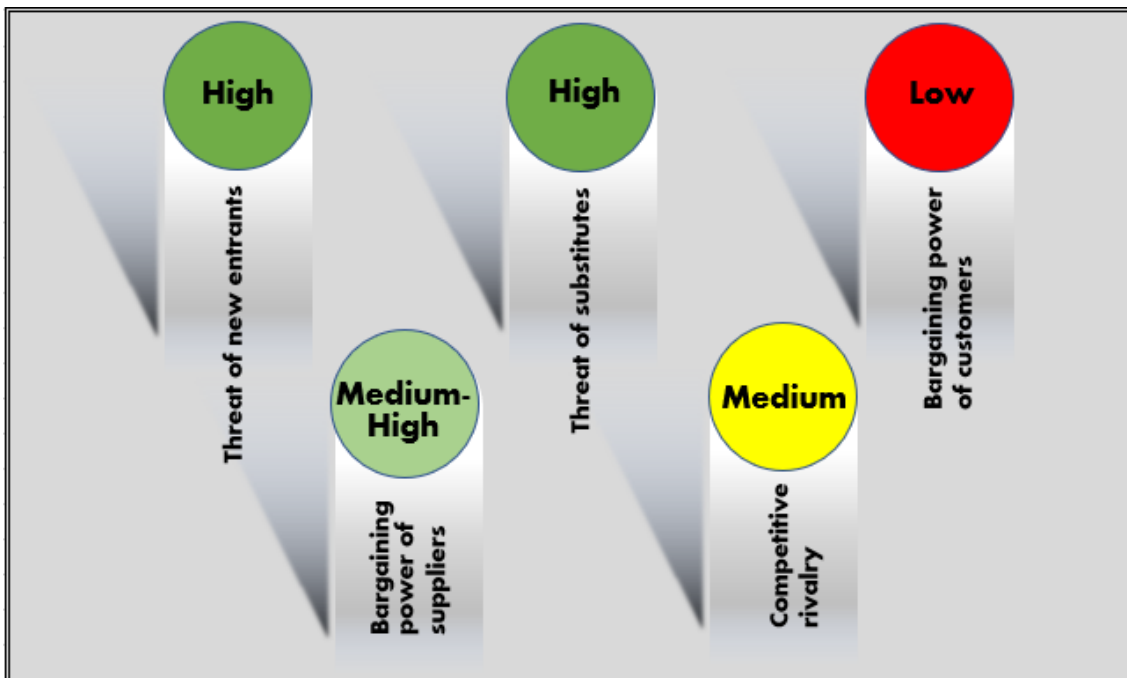 High
Threat of new entrants
Medium-
High
Bargaining
power of
suppliers
High
Threat of substitutes
Medium
Competitive
rivalry
Low
Bargaining power
of customers